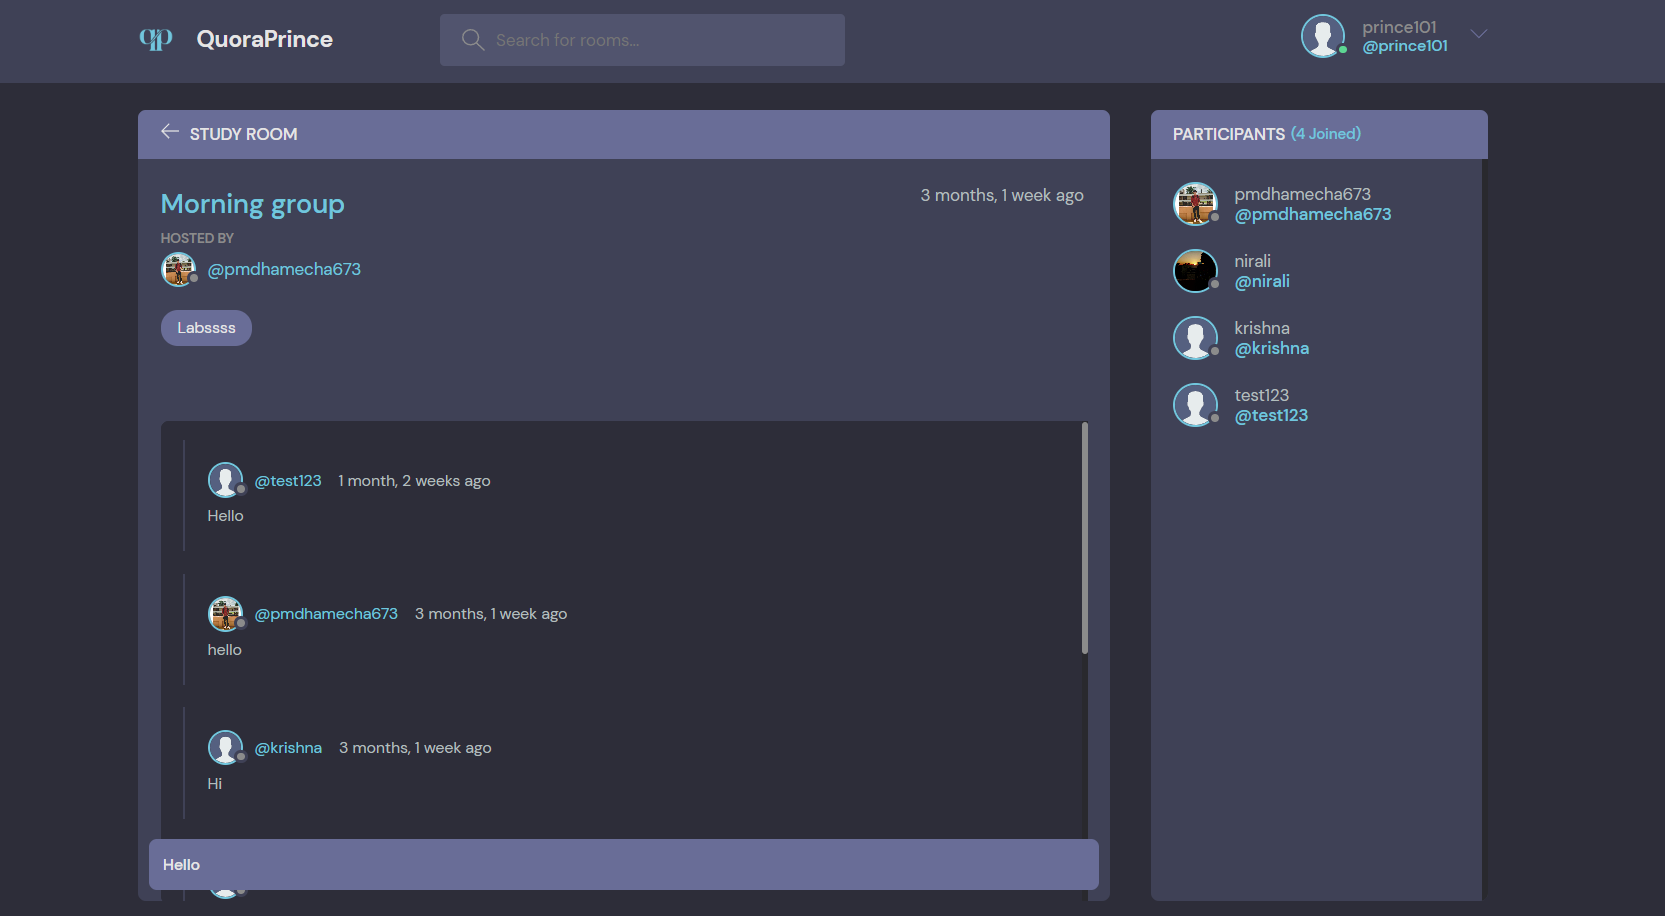 QuoraPrince
Search for rooms...
prince101
@prince101
STUDY ROOM
Morning group
3 months, 1 week ago
HOSTED BY
@pmdhamecha673
Labssss
@test123 1 month, 2 weeks ago
Hello
@pmdhamecha673 3 months, 1 week ago
hello
@krishna 3 months, 1 week ago
Hi
Hello
PARTICIPANTS (4 Joined)
pmdhamecha673
@pmdhamecha673
nirali
@nirali
krishna
@krishna
test123
@test123